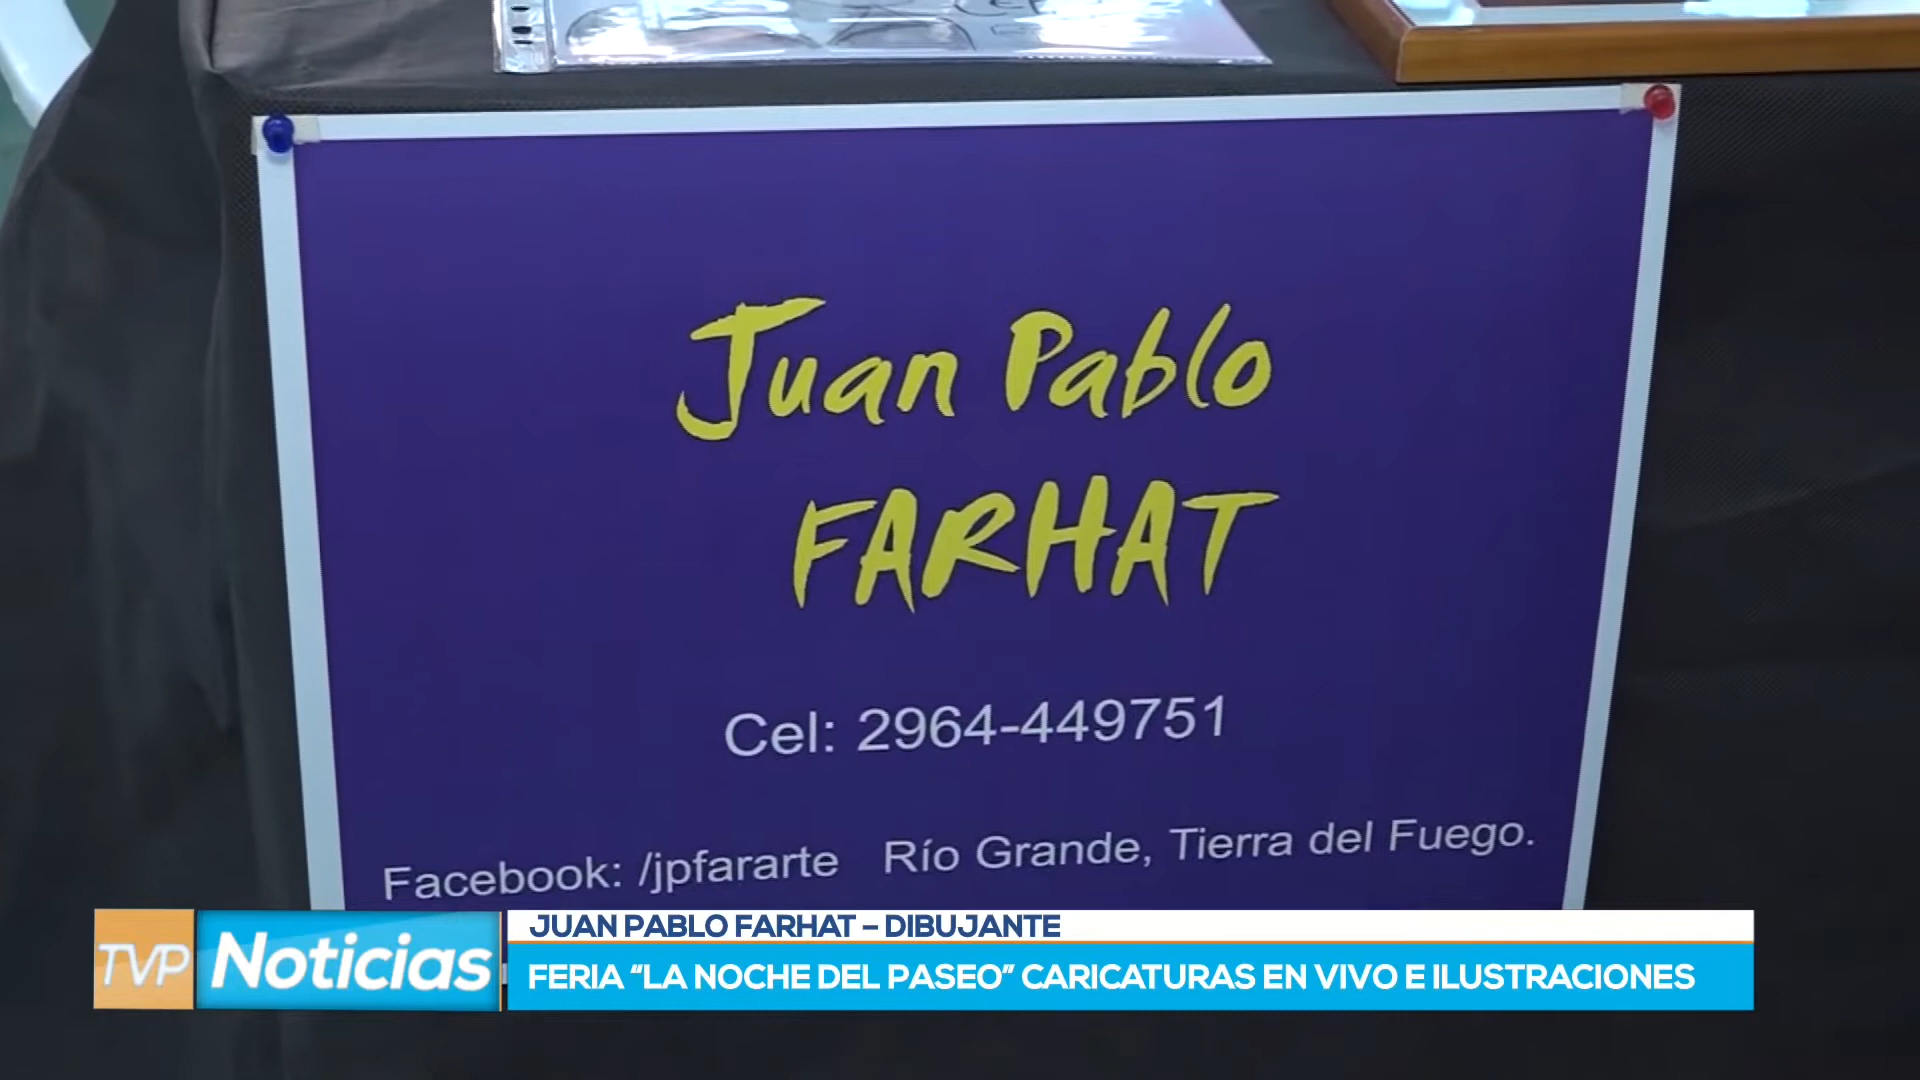 Juan Pablo
FARHAT
Cel: 2964-449751
Facebook: /jpfararte Río Grande, Tierra del Fuego.
TVP Noticias
JUAN PABLO FARHAT – DIBUJANTE
FERIA “LA NOCHE DEL PASEO” CARICATURAS EN VIVO E ILUSTRACIONES